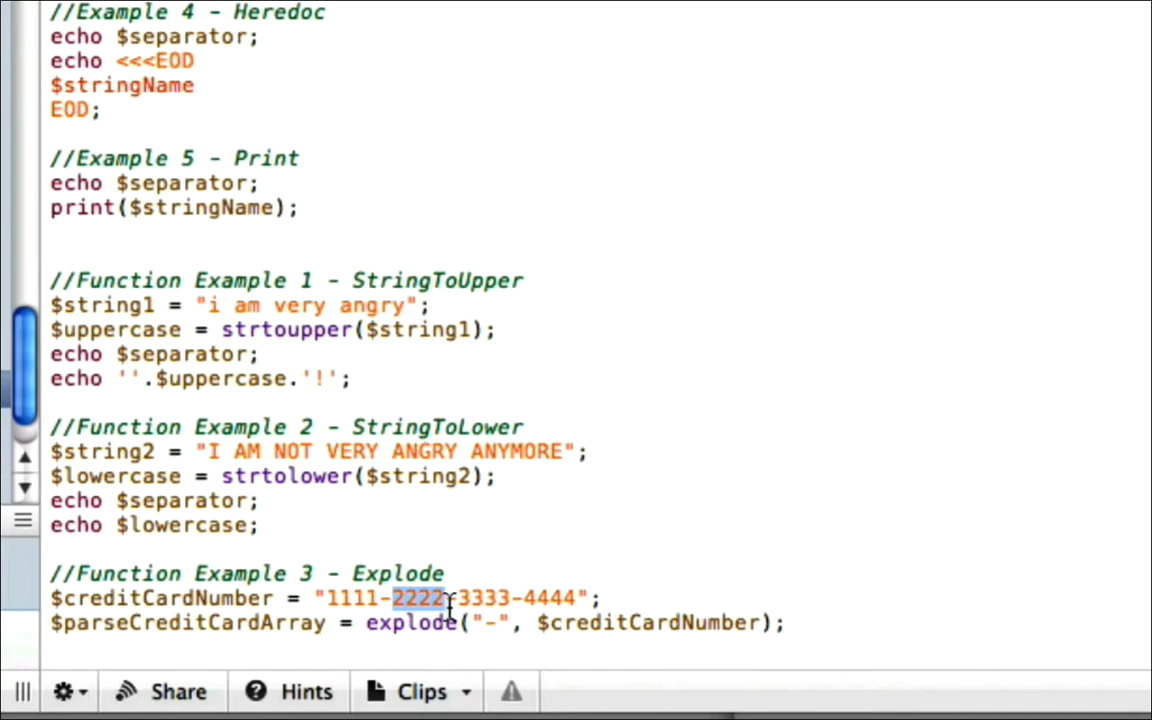 //Example 4 - Heredoc
echo $separator;
echo <<<EOD
$stringName
EOD;
//Example 5 - Print
echo $separator;
print($stringName);
//Function Example 1 - StringToUpper
$string1 = "i am very angry";
$uppercase = strtoupper($string1);
echo $separator;
echo ''.$uppercase.'!';
//Function Example 2 - StringToLower
$string2 = "I AM NOT VERY ANGRY ANYMORE";
$lowercase = strtolower($string2);
echo $separator;
echo $lowercase;
//Function Example 3 - Explode
$creditCardNumber = "1111-2222-3333-4444";
$parseCreditCardArray = explode("-", $creditCardNumber);
Share Hints Clips